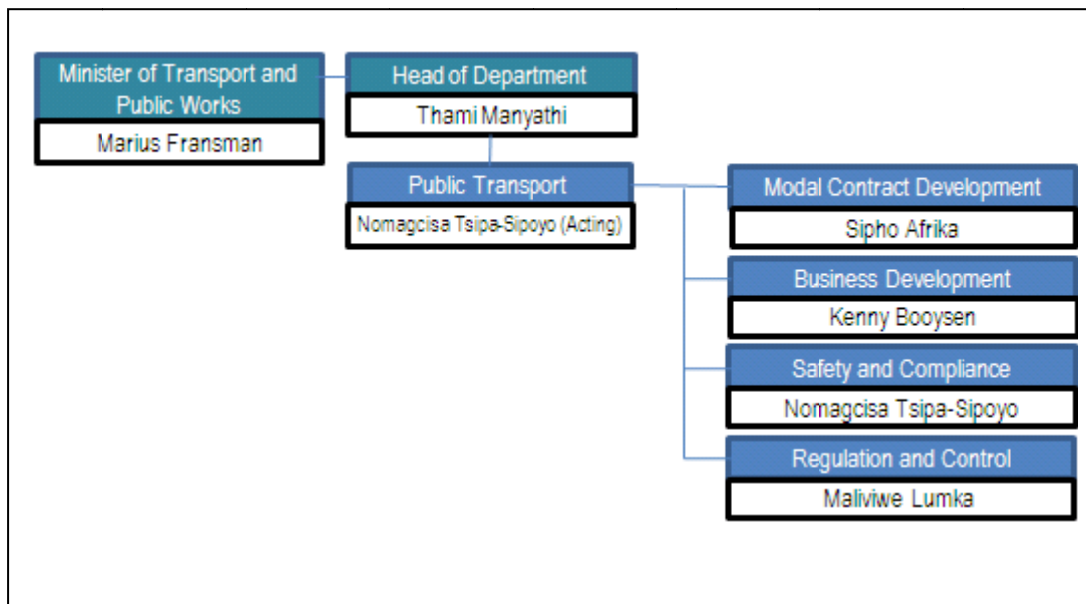 Minister of Transport and
Public Works
Marius Fransman
Head of Department
Thami Manyathi
Public Transport
Nomagcisa Tsipa-Sipoyo (Acting)
Modal Contract Development
Sipho Afrika
Business Development
Kenny Booysen
Safety and Compliance
Nomagcisa Tsipa-Sipoyo
Regulation and Control
Maliviwe Lumka